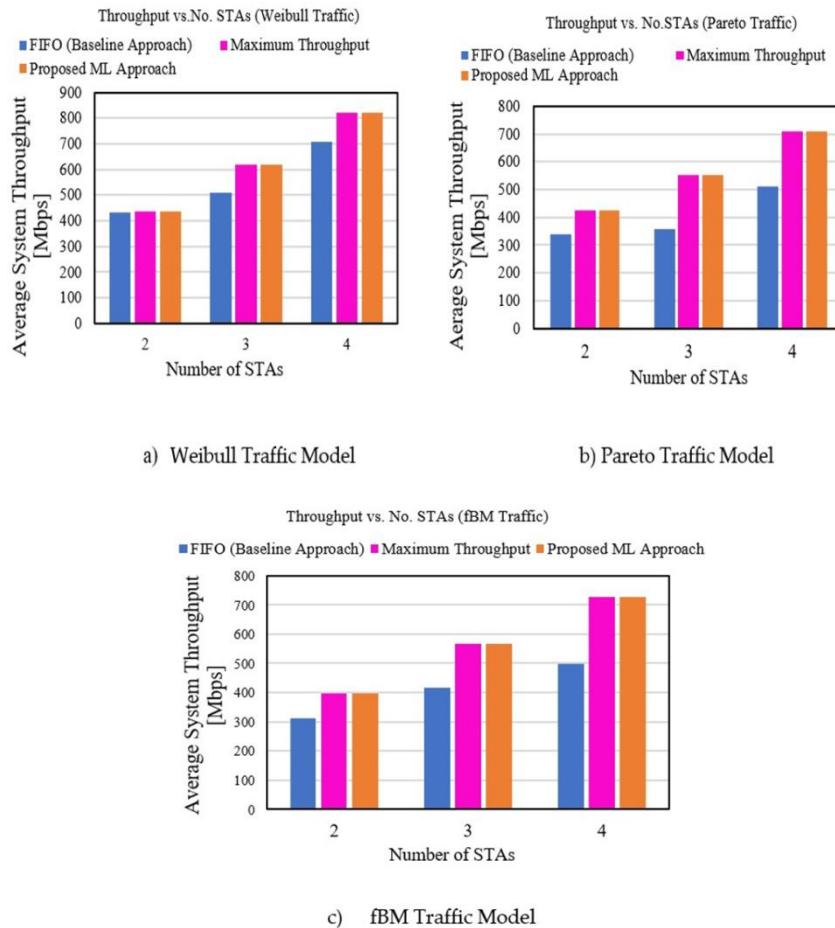 Throughput vs.No. STAs (Weibull Traffic)
FIFO (Baseline Approach)
Maximum Throughput
Proposed ML Approach
Average System Throughput
[Mbps]
900
800
700
600
500
400
300
200
100
0
2
3
4
Number of STAs
a) Weibull Traffic Model
Throughput vs. No.STAs (Pareto Traffic)
FIFO (Baseline Approach)
Maximum Throughput
Proposed ML Approach
Aerage System Throughput
[Mbps]
800
700
600
500
400
300
200
100
0
2
3
4
Number of STAs
b) Pareto Traffic Model
Throughput vs. No. STAs (fBM Traffic)
FIFO (Baseline Approach) Maximum Throughput Proposed ML Approach
Average System Throughput
[Mbps]
800
700
600
500
400
300
200
100
0
2
3
4
Number of STAs
c) fBM Traffic Model